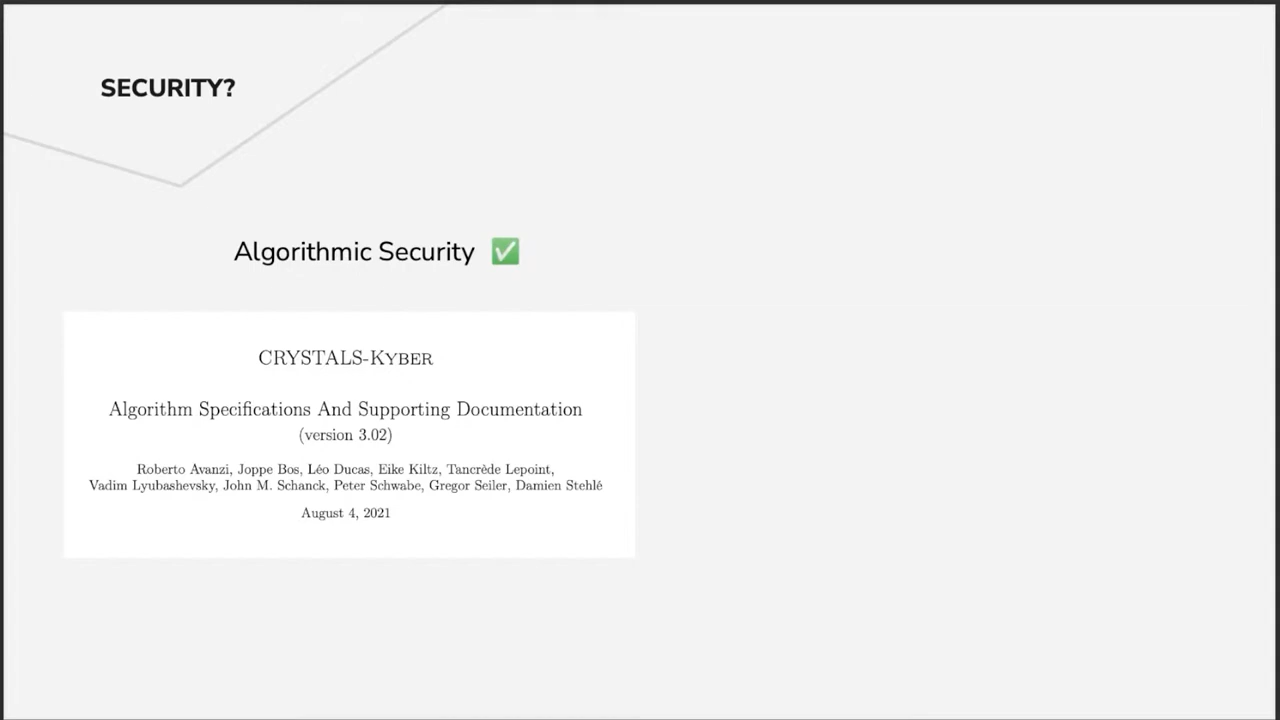 SECURITY?
Algorithmic Security ✅
CRYSTALS-Kyber
Algorithm Specifications And Supporting Documentation
(version 3.02)
Roberto Avanzi, Joppe Bos, Léo Ducas, Eike Kiltz, Tancrède Lepoint,
Vadim Lyubashevsky, John M. Schanck, Peter Schwabe, Gregor Seiler, Damien Stehlé
August 4, 2021